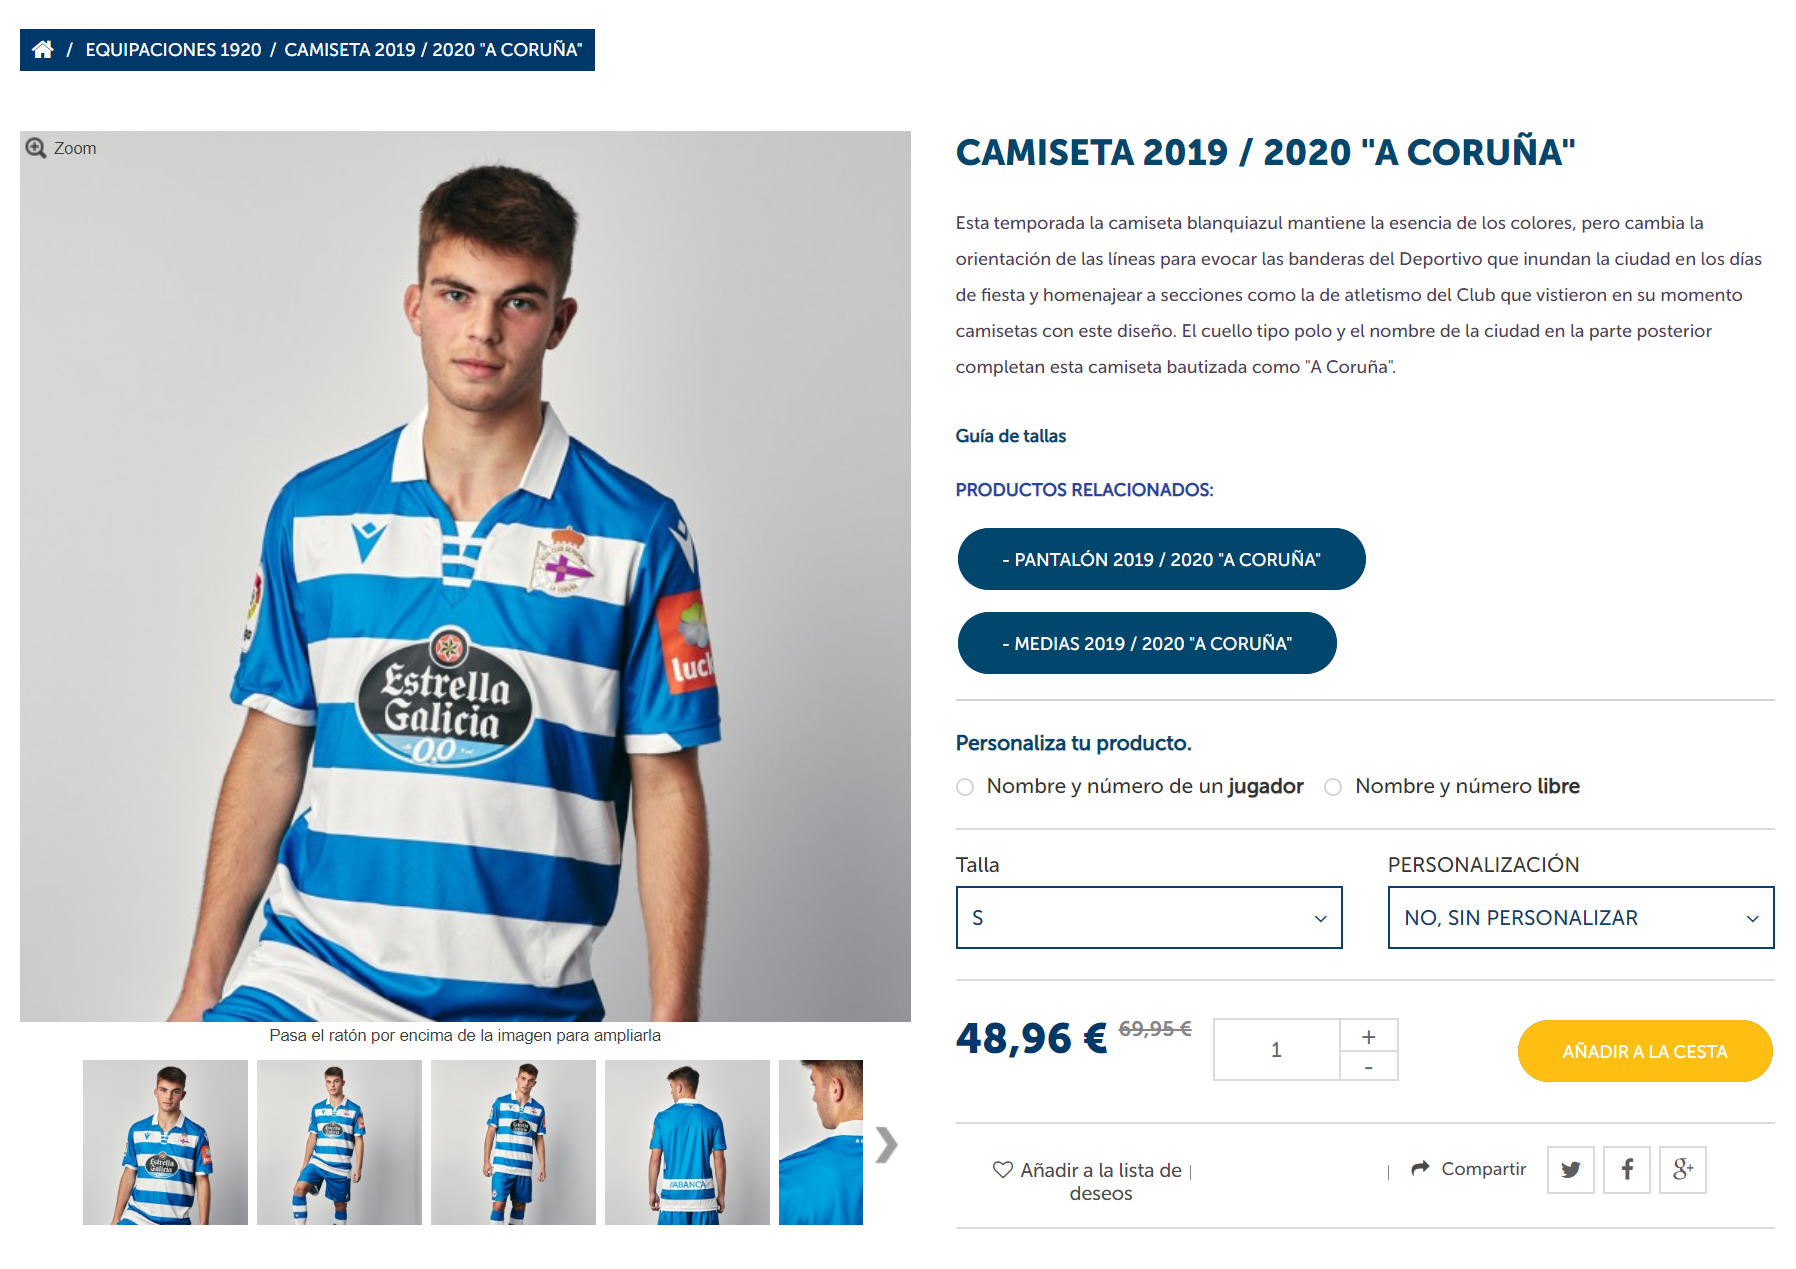 / EQUIPACIONES 1920 / CAMISETA 2019 / 2020 "A CORUÑA"
Zoom
Estrella
Galicia
0,0
luck
Pasa el ratón por encima de la imagen para ampliarla
Estrella
Galicia
ABANCA
CAMISETA 2019 / 2020 "A CORUÑA"
Esta temporada la camiseta blanquiazul mantiene la esencia de los colores, pero cambia la
orientación de las líneas para evocar las banderas del Deportivo que inundan la ciudad en los días
de fiesta y homenajear a secciones como la de atletismo del Club que vistieron en su momento
camisetas con este diseño. El cuello tipo polo y el nombre de la ciudad en la parte posterior
completan esta camiseta bautizada como "A Coruña".
Guía de tallas
PRODUCTOS RELACIONADOS:
- PANTALÓN 2019 / 2020 "A CORUÑA"
- MEDIAS 2019 / 2020 "A CORUÑA"
Personaliza tu producto.
Nombre y número de un jugador Nombre y número libre
Talla PERSONALIZACIÓN
S NO, SIN PERSONALIZAR
48,96 € 69,95 € 1 + - AÑADIR A LA CESTA
Añadir a la lista de | | Compartir
deseos